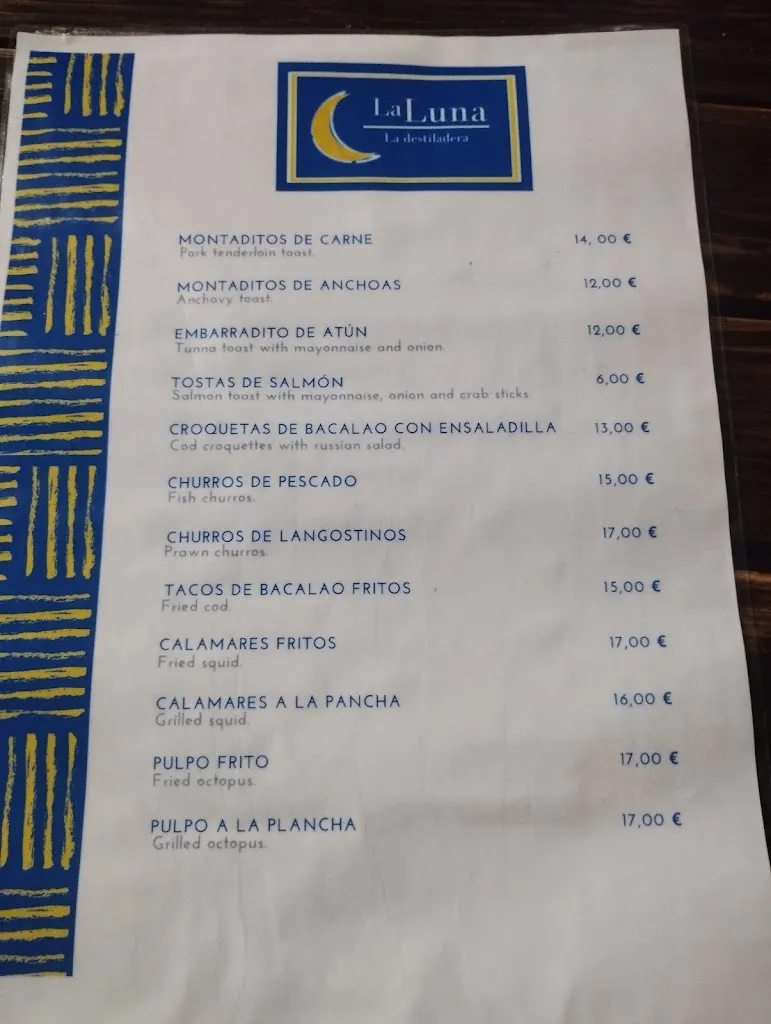 La Luna
La destiladera
MONTADITOS DE CARNE 14, 00 €
Pork tenderloin toast.
MONTADITOS DE ANCHOAS 12,00 €
Anchovy toast.
EMBARRADITO DE ATÚN 12,00 €
Tunna toast with mayonnaise and onion.
TOSTAS DE SALMÓN 6,00 €
Salmon toast with mayonnaise, onion and crab sticks.
CROQUETAS DE BACALAO CON ENSALADILLA 13,00 €
Cod croquettes with russian salad.
CHURROS DE PESCADO 15,00 €
Fish churros.
CHURROS DE LANGOSTINOS 17,00 €
Prawn churros.
TACOS DE BACALAO FRITOS 15,00 €
Fried cod.
CALAMARES FRITOS 17,00 €
Fried squid.
CALAMARES A LA PANCHA 16,00 €
Grilled squid.
PULPO FRITO 17,00 €
Fried octopus.
PULPO A LA PLANCHA 17,00 €
Grilled octopus.